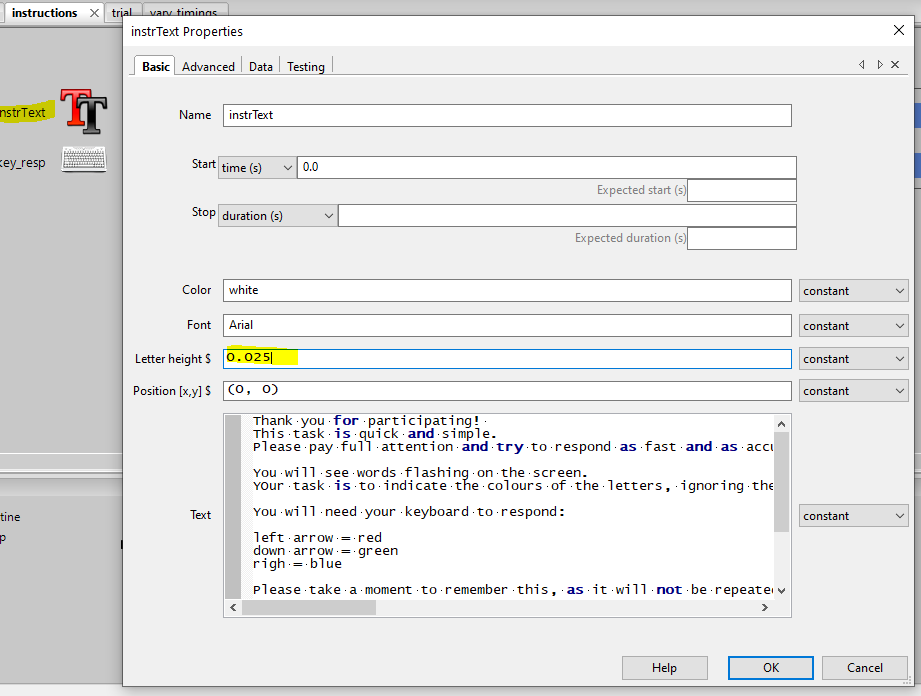 instructions
trial
vary_timings
instrText Properties
Basic Advanced Data Testing
nstrText
key_resp
Name instrText
Start time (s) 0.0
Expected start (s)
Stop duration (s)
Expected duration (s)
Color white constant
Font Arial constant
Letter height $ 0.025 constant
Position [x,y] $ (0, 0) constant
Thank·you·for·participating!·
This·task·is·quick·and·simple.
Please·pay·full·attention·and·try·to·respond·as·fast·and·as·accu
You·will·see·words·flashing·on·the·screen.
YOur·task·is·to·indicate·the·colours·of·the·letters,·ignoring·the
Text
You·will·need·your·keyboard·to·respond:
constant
left·arrow·=·red
down·arrow·=·green
righ·=·blue
Please·take·a·moment·to·remember·this,·as·it·will·not·be·repeated
tine
p
Help OK Cancel